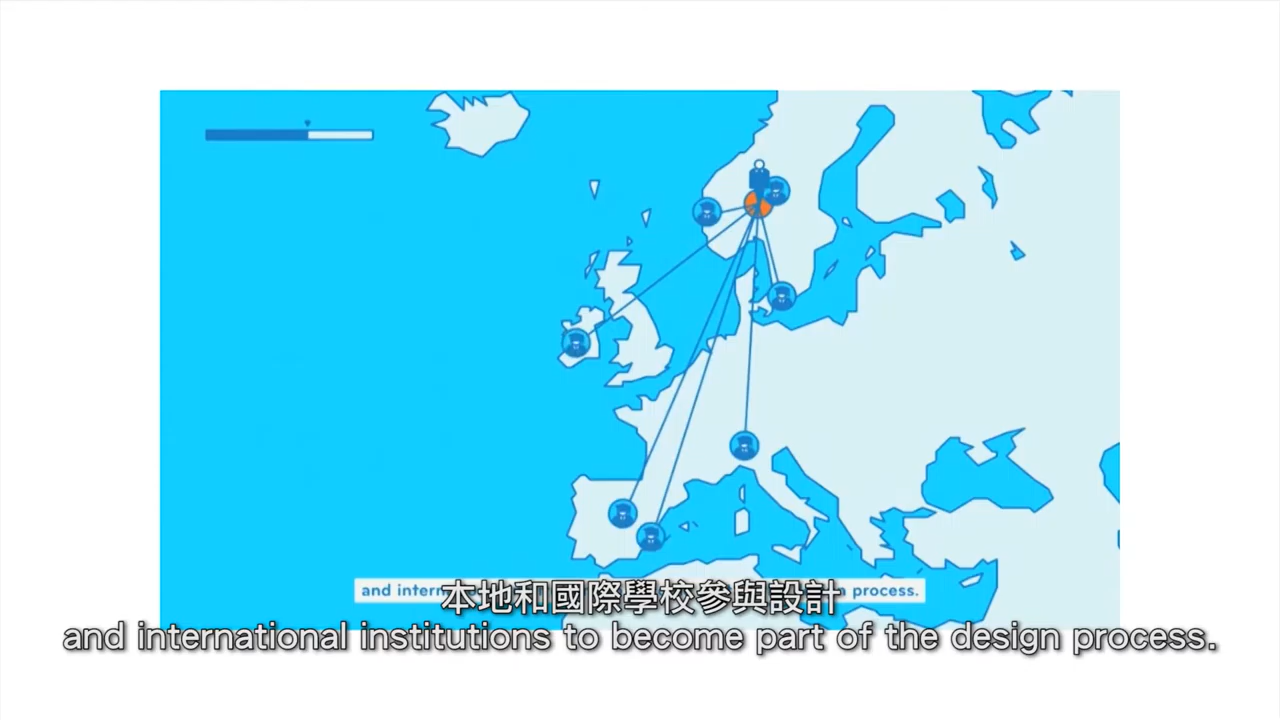 本地和國際學校參與設計
and intern process.
and international institutions to become part of the design process.